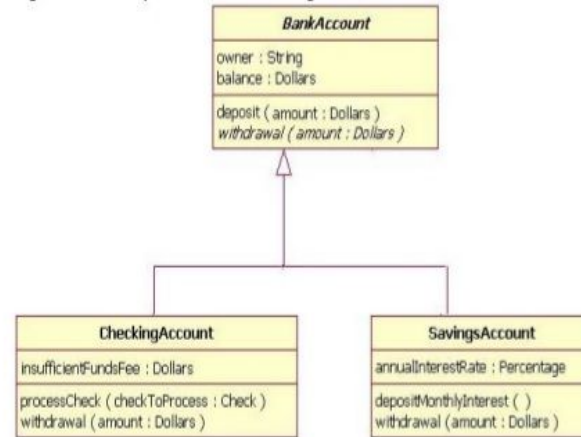 BankAccount
owner : String
balance : Dollars
deposit ( amount : Dollars )
withdrawal ( amount : Dollars )
CheckingAccount
insufficientFundsFee : Dollars
processCheck ( checkToProcess : Check )
withdrawal ( amount : Dollars )
SavingsAccount
annualInterestRate : Percentage
depositMonthlyInterest ( )
withdrawal ( amount : Dollars )